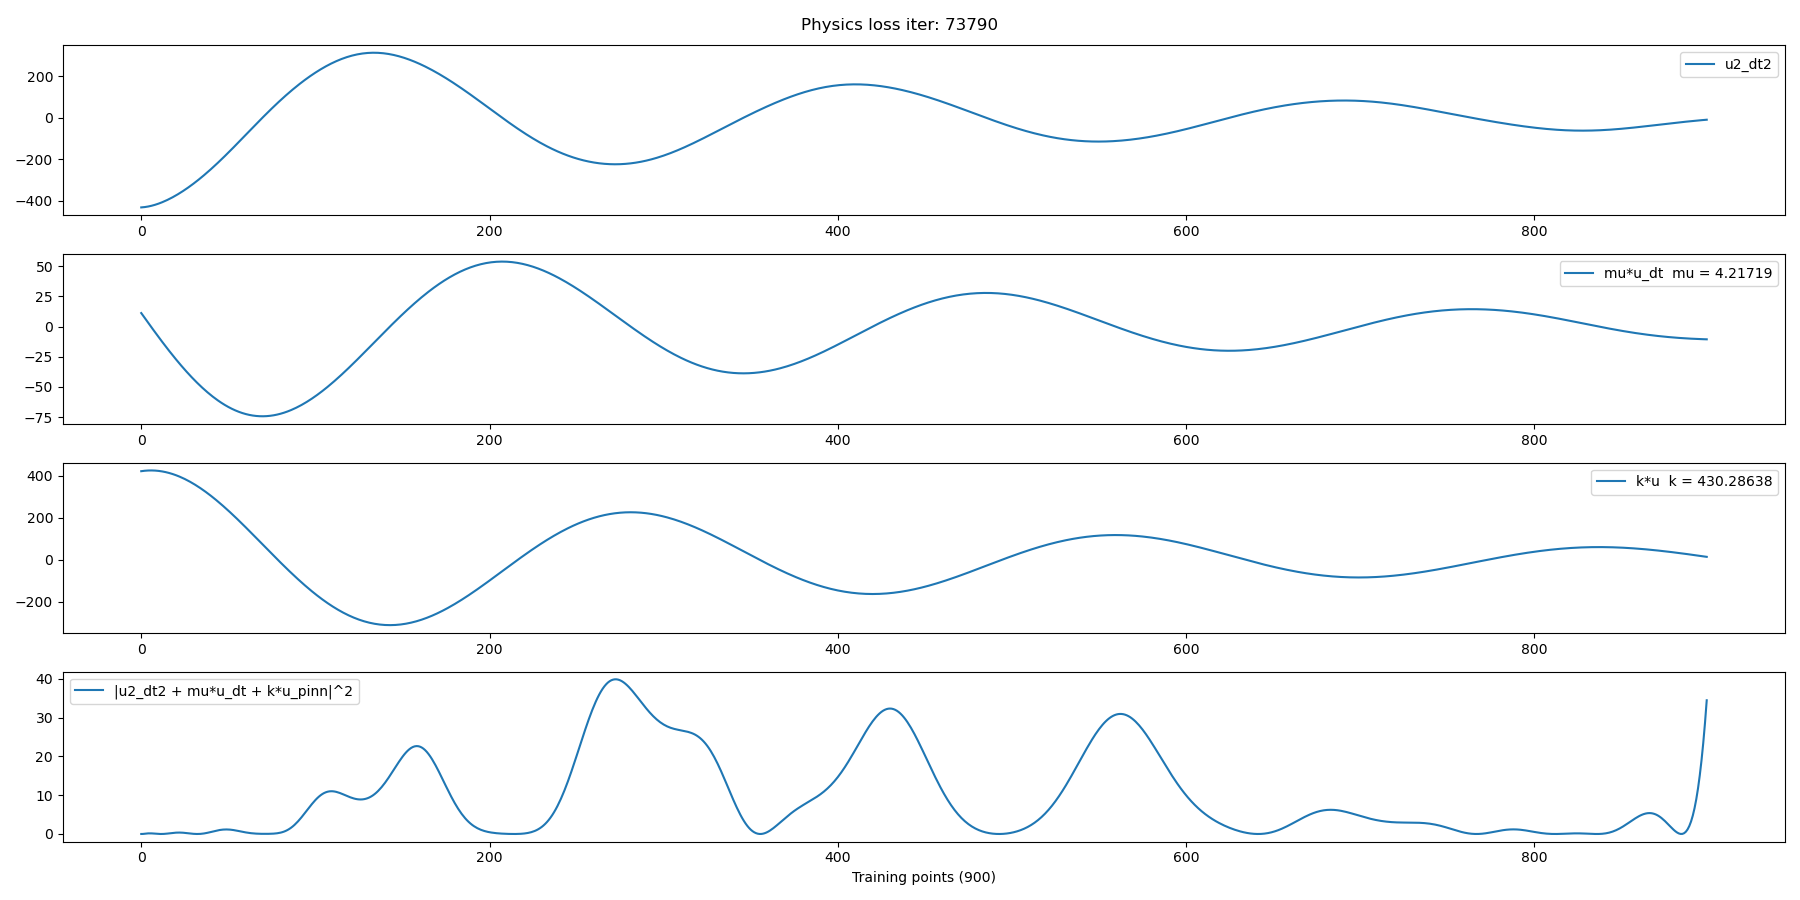 Physics loss iter: 73790
200
0
−200
−400
u2_dt2
0 200 400 600 800
50
25
0
−25
−50
−75
mu*u_dt  mu = 4.21719
0 200 400 600 800
400
200
0
−200
k*u  k = 430.28638
0 200 400 600 800
40
30
20
10
0
|u2_dt2 + mu*u_dt + k*u_pinn|^2
0 200 400 600 800
Training points (900)